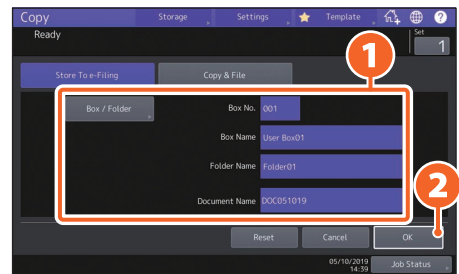 Copy Storage Settings Template ?
Ready Set
1
1
Store To e-Filing Copy & File
Box / Folder Box No. 001
Box Name User Box01
Folder Name Folder01
2
Document Name DOC051019
Reset Cancel OK
05/10/2019
14:39 Job Status